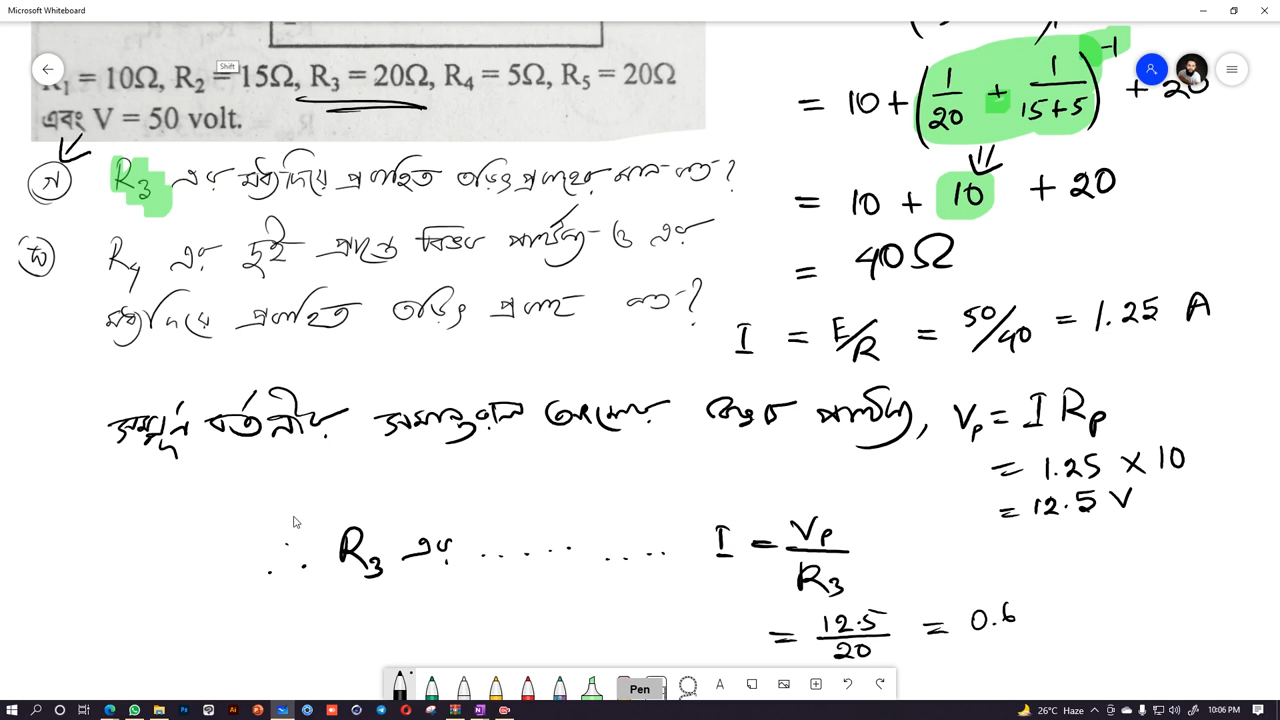 Microsoft Whiteboard
R₁ = 10Ω, R₂ = 15Ω, R₃ = 20Ω, R₄ = 5Ω, R₅ = 20Ω
Shift
এবং V = 50 volt.
= 10 + (1/20 + 1/(15+5))⁻¹ + 20
গ R₃ এর মধ্যদিয়ে প্রবাহিত তড়িৎ প্রবাহের মান কত?
= 10 + 10 + 20
ঘ R₄ এর দুই প্রান্তে বিভব পার্থক্য ও এর
মধ্যদিয়ে প্রবাহিত তড়িৎ প্রবাহ কত?
= 40Ω
I = E/R = 50/40 = 1.25 A
সম্পূর্ণ বর্তনীর সমান্তরাল অংশের বিভব পার্থক্য, Vₚ = I Rₚ
= 1.25 × 10
= 12.5 V
∴ R₃ এর ........... I = Vₚ/R₃
= 12.5/20 = 0.6
Pen
26°C Haze
10:06 PM